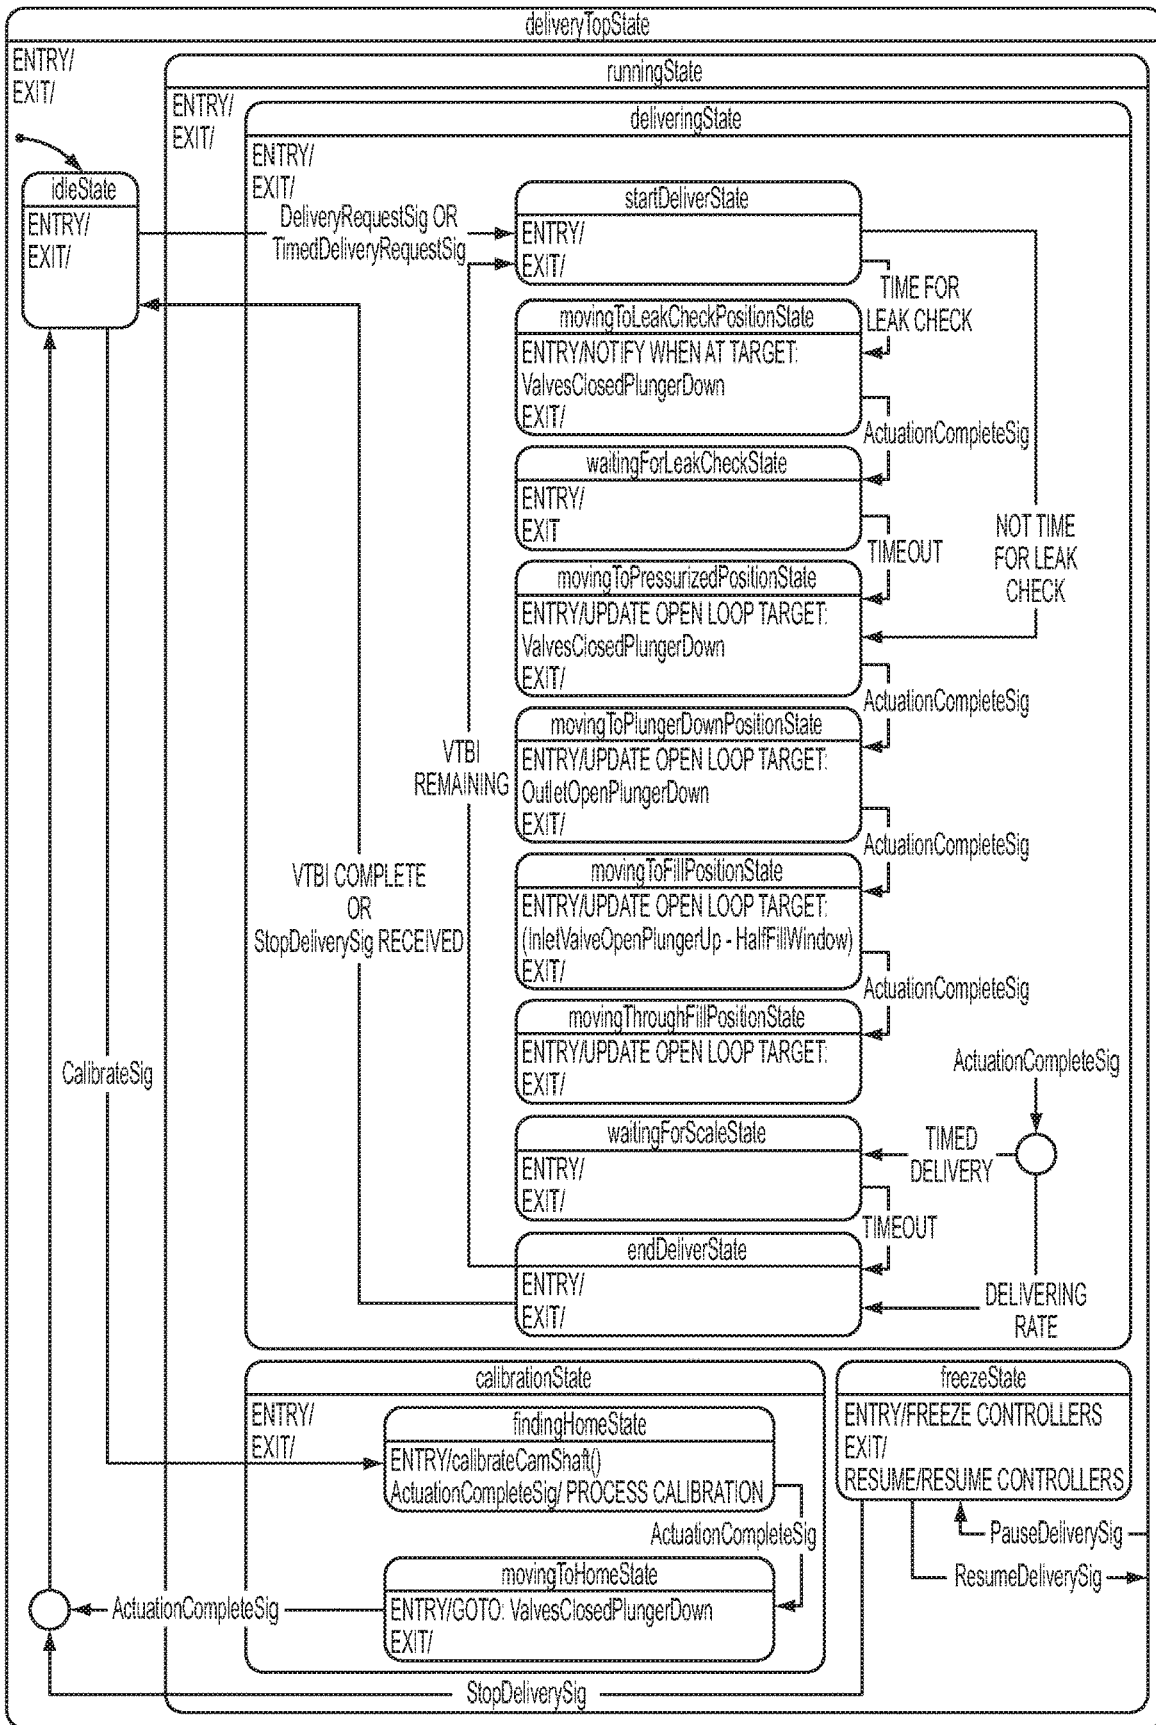 deliveryTopState
ENTRY/
EXIT/
runningState
ENTRY/
EXIT/
deliveringState
ENTRY/
EXIT/
idleState
ENTRY/
EXIT/
DeliveryRequestSig OR
TimedDeliveryRequestSig
startDeliverState
ENTRY/
EXIT/
TIME FOR
LEAK CHECK
movingToLeakCheckPositionState
ENTRY/NOTIFY WHEN AT TARGET:
ValvesClosedPlungerDown
EXIT/
ActuationCompleteSig
waitingForLeakCheckState
ENTRY/
EXIT
TIMEOUT
NOT TIME
FOR LEAK
CHECK
movingToPressurizedPositionState
ENTRY/UPDATE OPEN LOOP TARGET:
ValvesClosedPlungerDown
EXIT/
ActuationCompleteSig
movingToPlungerDownPositionState
ENTRY/UPDATE OPEN LOOP TARGET:
OutletOpenPlungerDown
EXIT/
VTBI
REMAINING
ActuationCompleteSig
movingToFillPositionState
ENTRY/UPDATE OPEN LOOP TARGET:
(InletValveOpenPlungerUp - HalfFillWindow)
EXIT/
VTBI COMPLETE
OR
StopDeliverySig RECEIVED
ActuationCompleteSig
movingThroughFillPositionState
ENTRY/UPDATE OPEN LOOP TARGET:
EXIT/
CalibrateSig
ActuationCompleteSig
waitingForScaleState
ENTRY/
EXIT/
TIMED
DELIVERY
TIMEOUT
endDeliverState
ENTRY/
EXIT/
DELIVERING
RATE
calibrationState
ENTRY/
EXIT/
findingHomeState
ENTRY/calibrateCamShaft()
ActuationCompleteSig/ PROCESS CALIBRATION
ActuationCompleteSig
movingToHomeState
ENTRY/GOTO: ValvesClosedPlungerDown
EXIT/
ActuationCompleteSig
freezeState
ENTRY/FREEZE CONTROLLERS
EXIT/
RESUME/RESUME CONTROLLERS
PauseDeliverySig
ResumeDeliverySig
StopDeliverySig